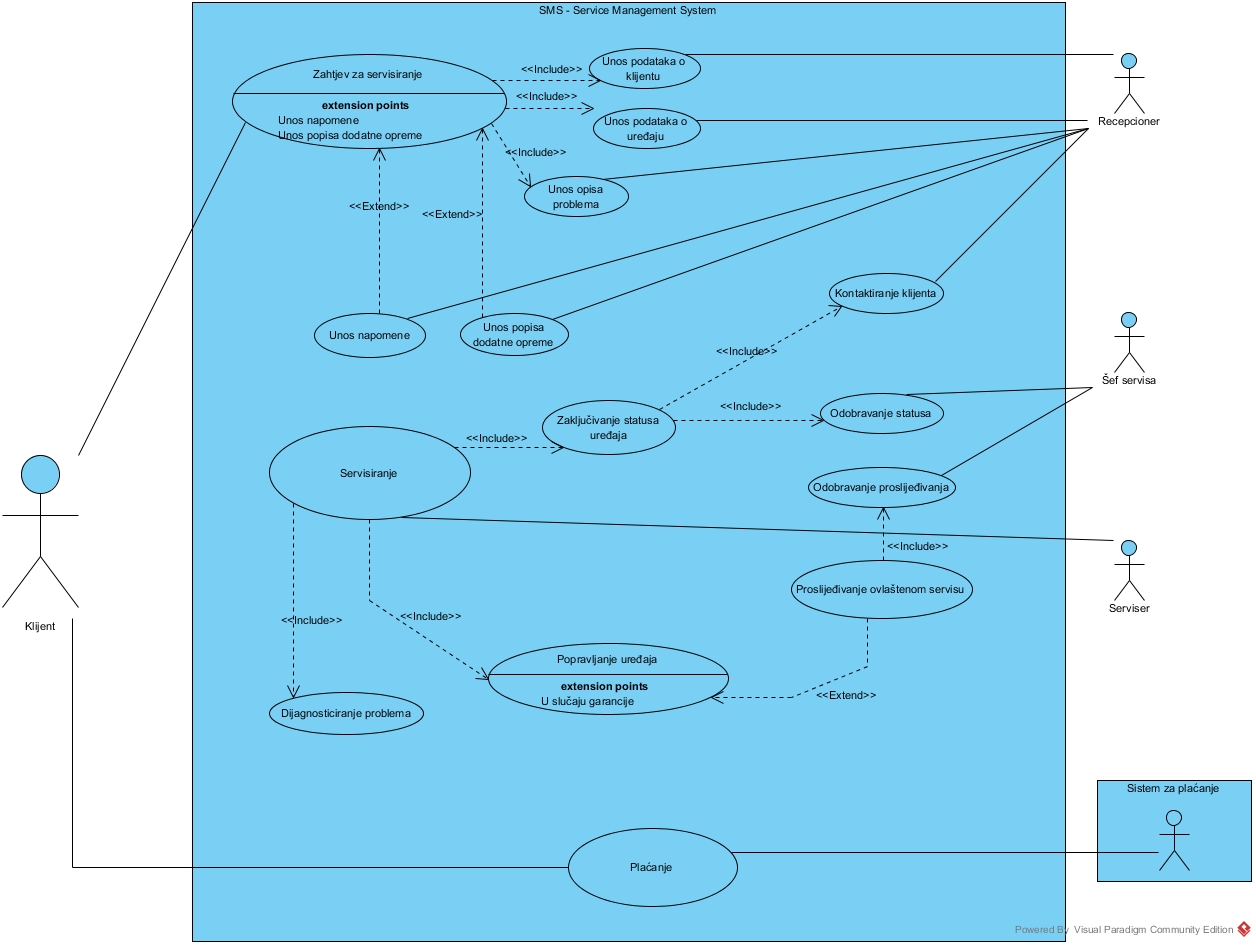 SMS - Service Management System
Zahtjev za servisiranje
extension points
Unos napomene
Unos popisa dodatne opreme
<<Include>>
Unos podataka o
klijentu
<<Include>>
Unos podataka o
uređaju
<<Include>>
Unos opisa
problema
Recepcioner
<<Extend>>
<<Extend>>
Unos napomene
Unos popisa
dodatne opreme
Kontaktiranje klijenta
<<Include>>
Šef servisa
<<Include>>
Zaključivanje statusa
uređaja
Odobravanje statusa
<<Include>>
Servisiranje
Odobravanje proslijeđivanja
<<Include>>
Proslijeđivanje ovlaštenom servisu
Serviser
Klijent
<<Include>>
<<Include>>
Popravljanje uređaja
extension points
U slučaju garancije
<<Extend>>
Dijagnosticiranje problema
Sistem za plaćanje
Plaćanje
Powered By Visual Paradigm Community Edition